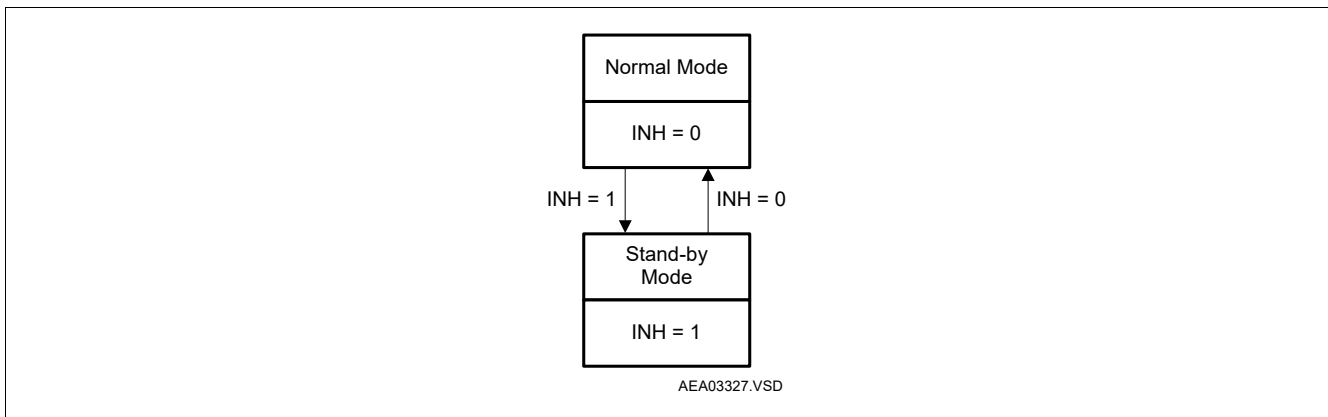 Normal Mode
INH = 0
INH = 1
INH = 0
Stand-by
Mode
INH = 1
AEA03327.VSD